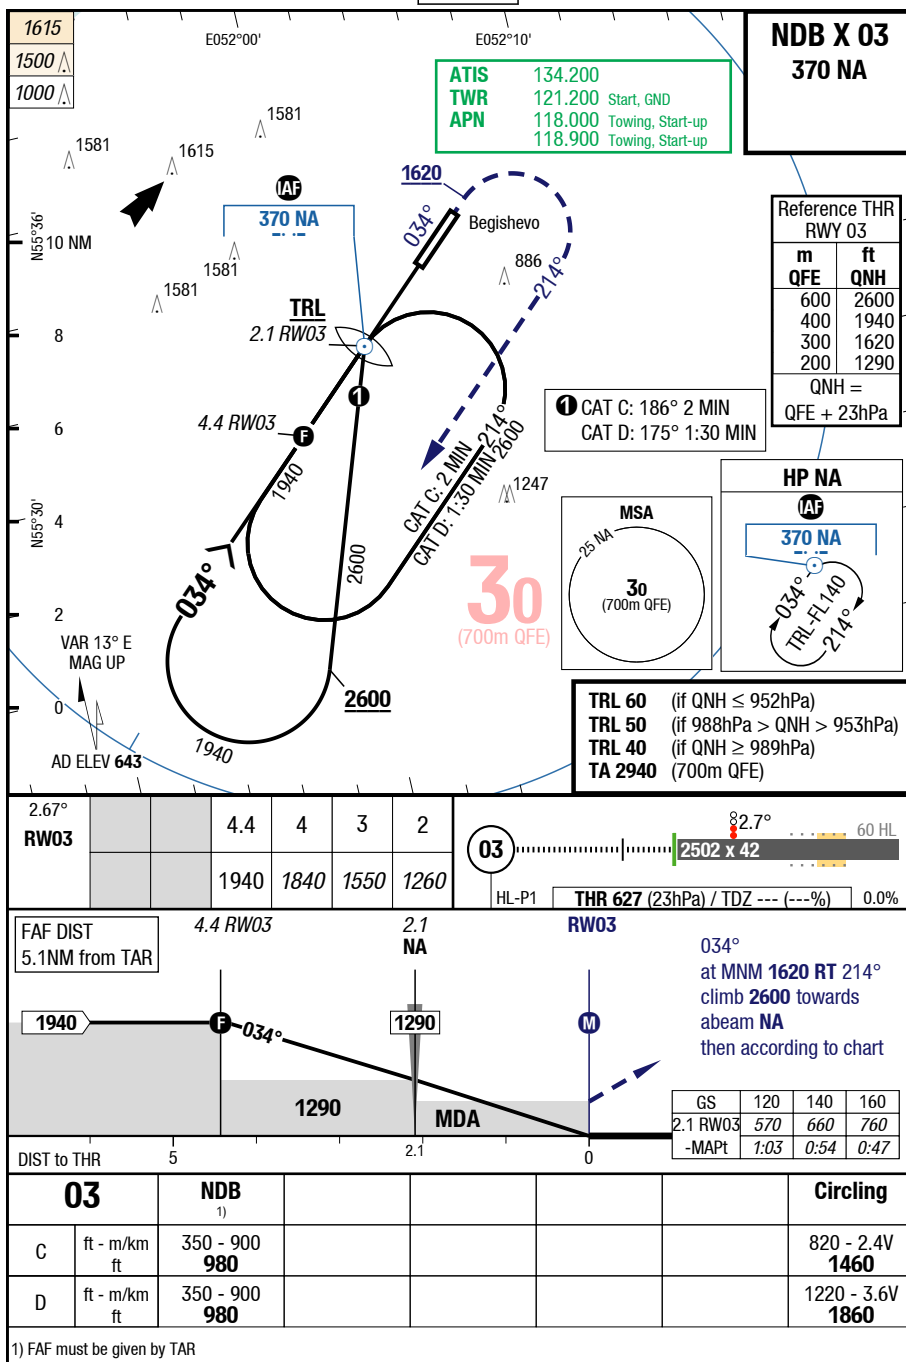 1615
1500
1000
E052°00'
E052°10'
NDB X 03
370 NA
ATIS 134.200
TWR 121.200 Start, GND
APN 118.000 Towing, Start-up
118.900 Towing, Start-up
1581
1581
1615
IAF
370 NA
1620
034°
Begishevo
N55°36'
10 NM
1581
1581
886
214°
Reference THR
RWY 03
m ft
QFE QNH
600 2600
400 1940
300 1620
200 1290
QNH =
QFE + 23hPa
TRL
2.1 RW03
8
1
1 CAT C: 186° 2 MIN
CAT D: 175° 1:30 MIN
4.4 RW03
F
6
1940
CAT C: 2 MIN 214°
CAT D: 1:30 MIN 2600
1247
N55°30'
4
2600
034°
30
(700m QFE)
MSA
25 NA
30
(700m QFE)
HP NA
IAF
370 NA
034°
TRL-FL140
214°
2
VAR 13° E
MAG UP
2600
0
1940
AD ELEV 643
TRL 60 (if QNH ≤ 952hPa)
TRL 50 (if 988hPa > QNH > 953hPa)
TRL 40 (if QNH ≥ 989hPa)
TA 2940 (700m QFE)
2.67°
RW03
4.4 4 3 2
1940 1840 1550 1260
03
2.7°
60 HL
2502 x 42
HL-P1
THR 627 (23hPa) / TDZ --- (---%)
0.0%
FAF DIST
5.1NM from TAR
4.4 RW03
2.1
NA
RW03
034°
at MNM 1620 RT 214°
climb 2600 towards
abeam NA
then according to chart
1940
F
034°
1290
M
1290
MDA
GS 120 140 160
2.1 RW03 570 660 760
-MAPt 1:03 0:54 0:47
DIST to THR 5 2.1 0
03 NDB Circling
1)
C ft - m/km 350 - 900 820 - 2.4V
ft 980 1460
D ft - m/km 350 - 900 1220 - 3.6V
ft 980 1860
1) FAF must be given by TAR